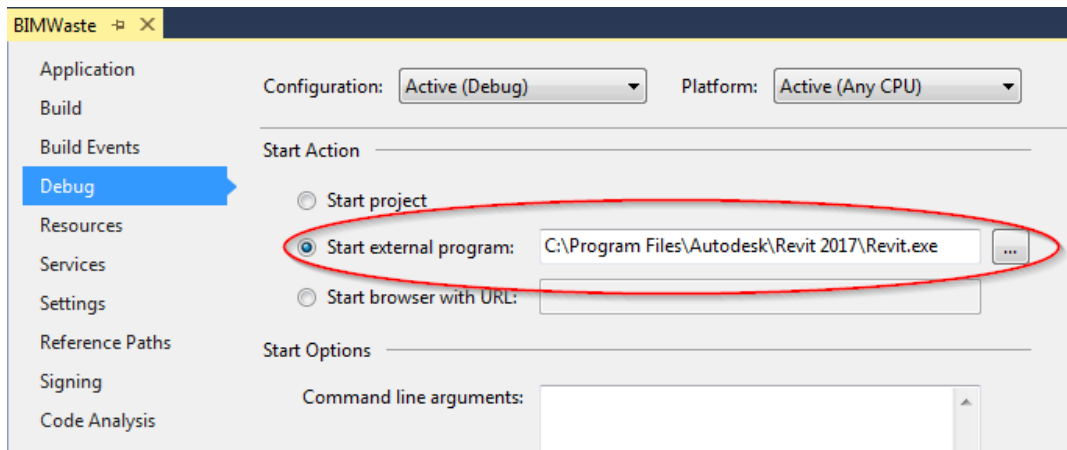 BIMWaste
Application
Configuration: Active (Debug) Platform: Active (Any CPU)
Build
Build Events
Start Action
Debug
Start project
Resources
Start external program: C:\Program Files\Autodesk\Revit 2017\Revit.exe ...
Services
Start browser with URL:
Settings
Reference Paths
Start Options
Signing
Command line arguments:
Code Analysis